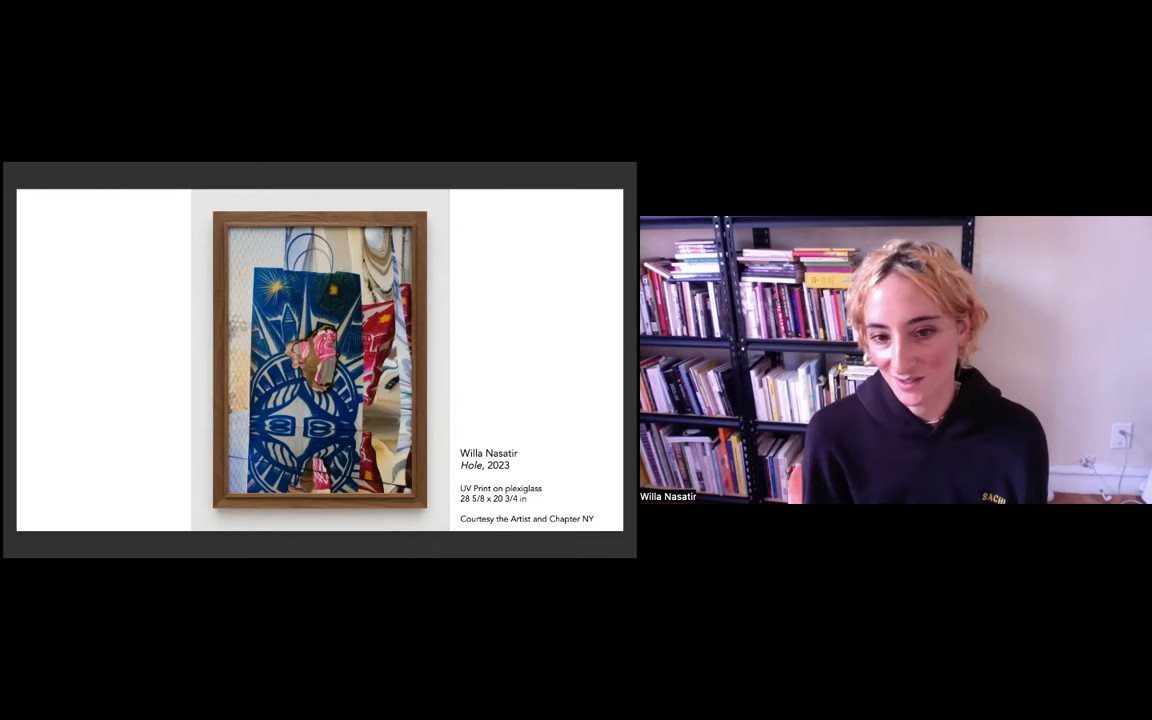 Willa Nasatir
Hole, 2023
UV Print on plexiglass
28 5/8 x 20 3/4 in
Courtesy the Artist and Chapter NY
Willa Nasatir
SACHI